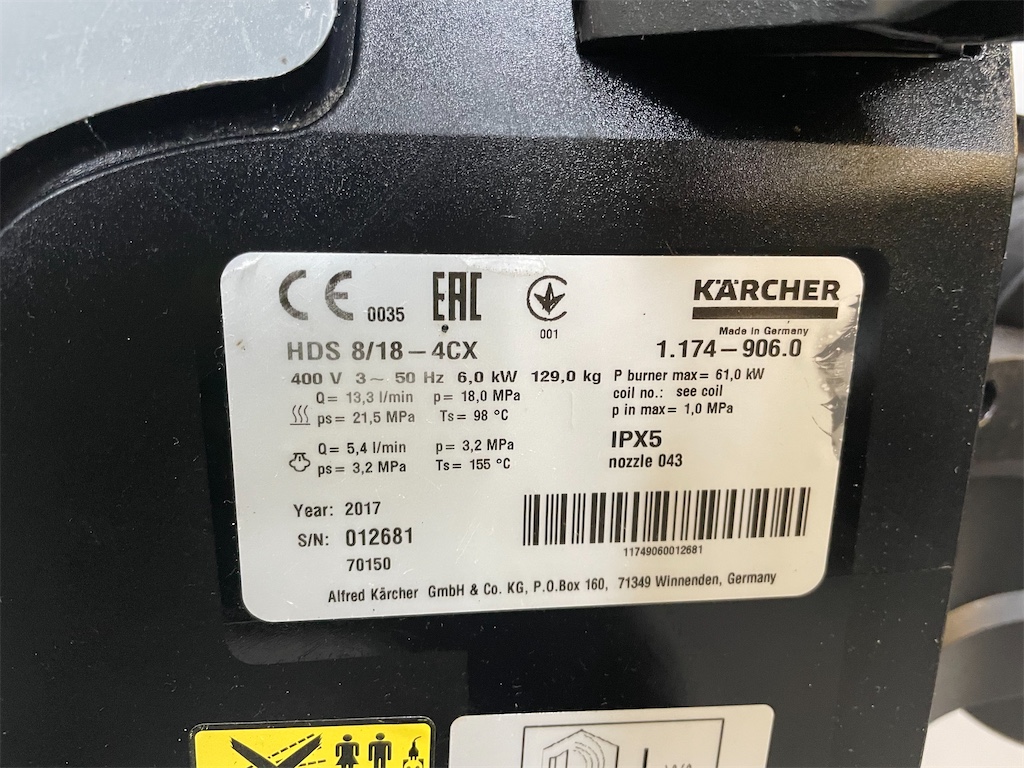 CE 0035 EAC 001 KÄRCHER
Made in Germany
HDS 8/18-4CX 1.174-906.0
400 V 3~ 50 Hz 6,0 kW 129,0 kg P burner max= 61,0 kW
Q= 13,3 l/min p= 18,0 MPa coil no.: see coil
ps= 21,5 MPa Ts= 98 °C p in max= 1,0 MPa
Q= 5,4 l/min p= 3,2 MPa IPX5
ps= 3,2 MPa Ts= 155 °C nozzle 043
Year: 2017
S/N: 012681
70150
11749060012681
Alfred Kärcher GmbH & Co. KG, P.O.Box 160, 71349 Winnenden, Germany